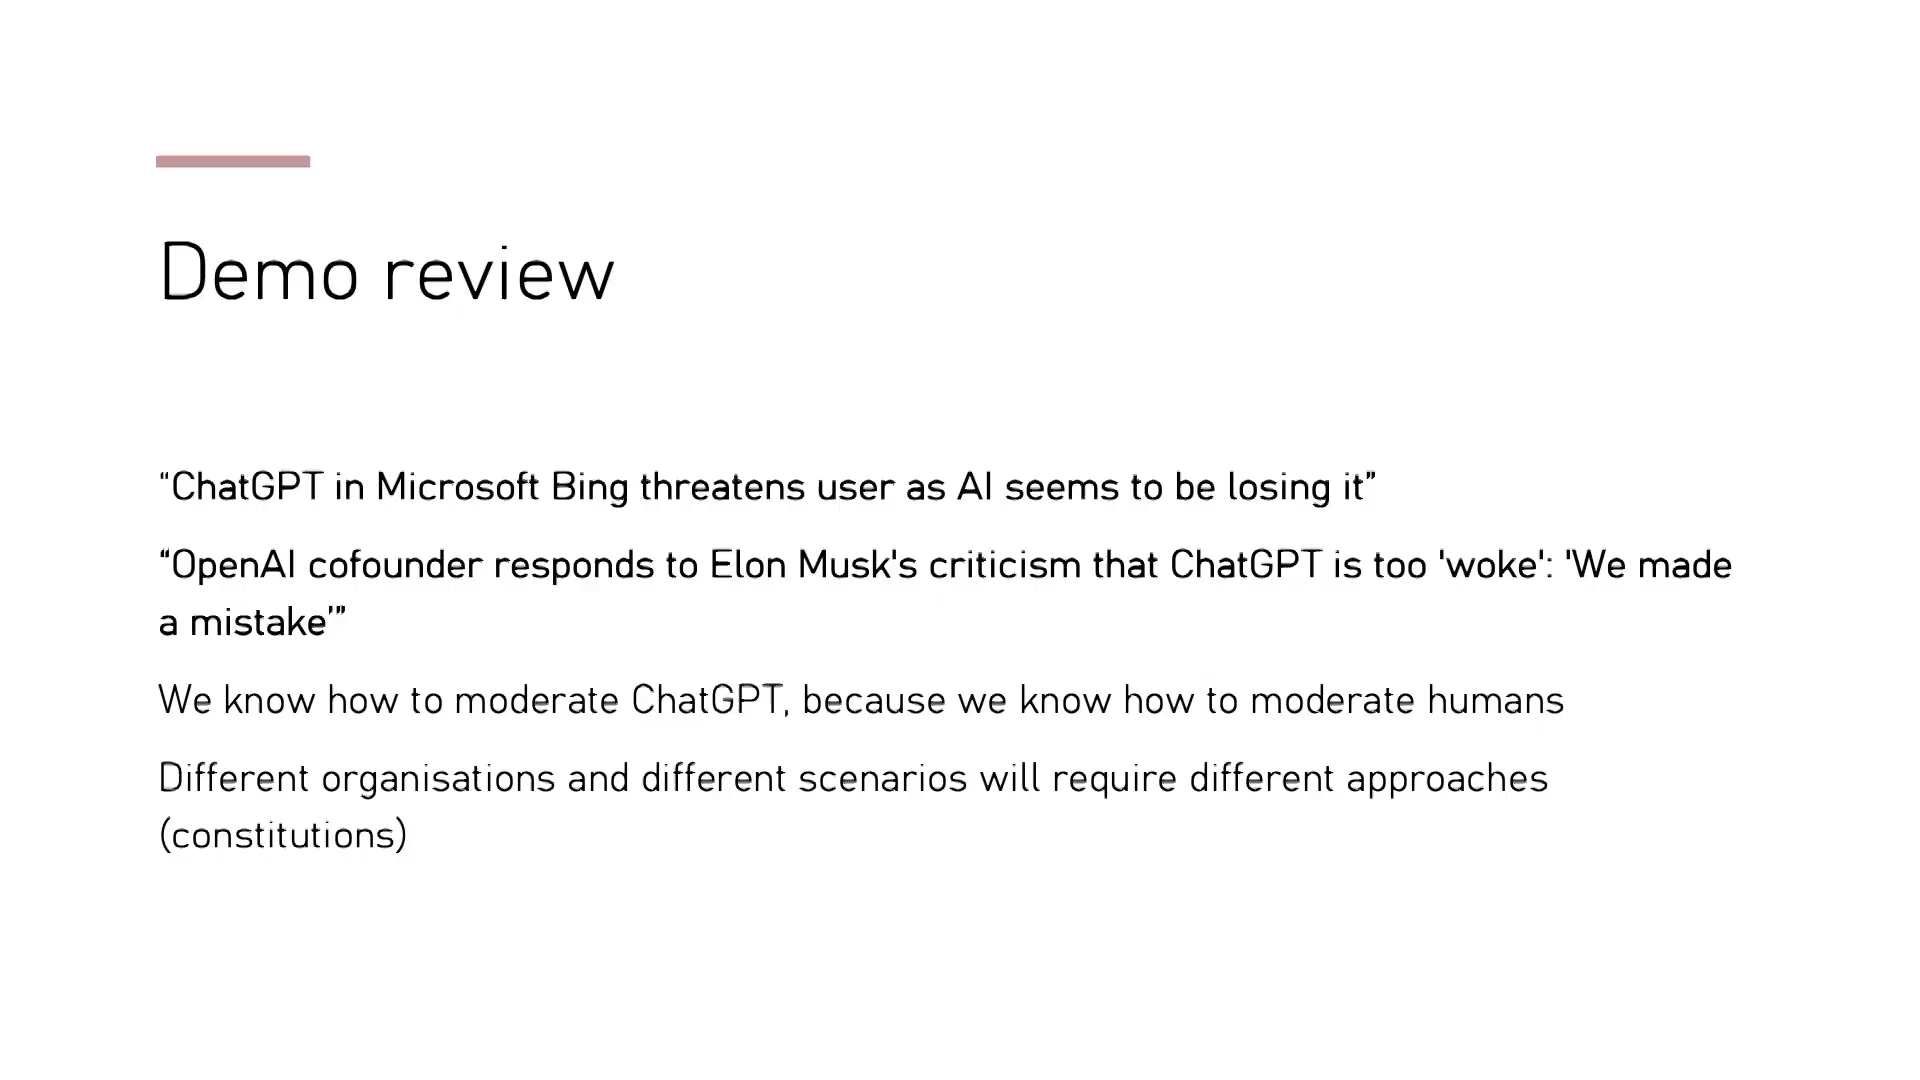 Demo review
“ChatGPT in Microsoft Bing threatens user as AI seems to be losing it”
“OpenAI cofounder responds to Elon Musk's criticism that ChatGPT is too 'woke': 'We made
a mistake'”
We know how to moderate ChatGPT, because we know how to moderate humans
Different organisations and different scenarios will require different approaches
(constitutions)